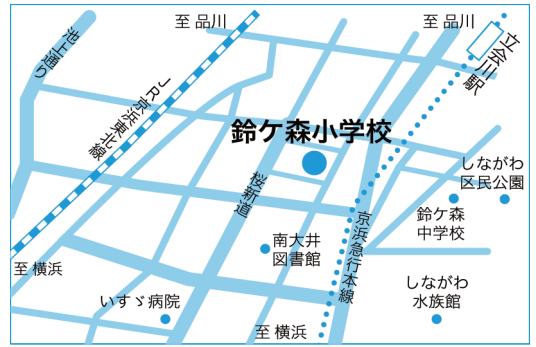 至 品川
至 品川
池上通り
JR京浜東北線
立会川駅
鈴ケ森小学校
しながわ
区民公園
桜新道
鈴ケ森
中学校
京浜急行本線
南大井
図書館
至 横浜
しながわ
水族館
いすゞ病院
至 横浜